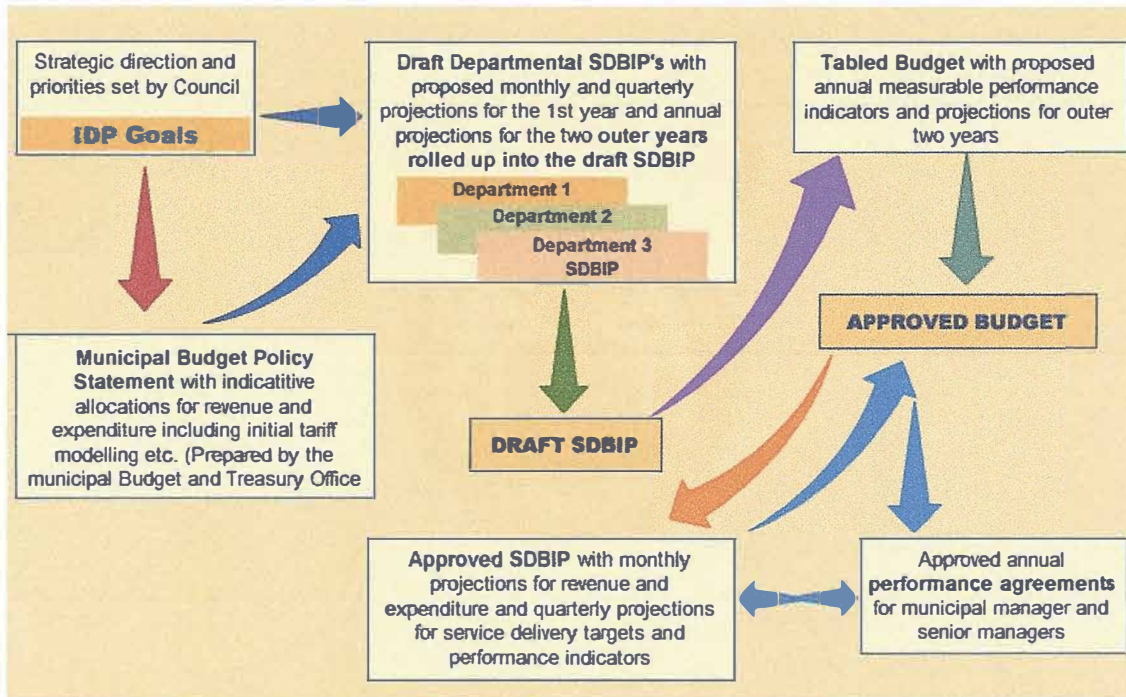 Strategic direction and
priorities set by Council
IDP Goals
Draft Departmental SDBIP's with
proposed monthly and quarterly
projections for the 1st year and annual
projections for the two outer years
rolled up into the draft SDBIP
Department 1
Department 2
Department 3
SDBIP
Tabled Budget with proposed
annual measurable performance
indicators and projections for outer
two years
Municipal Budget Policy
Statement with indicatitive
allocations for revenue and
expenditure including initial tariff
modelling etc. (Prepared by the
municipal Budget and Treasury Office
DRAFT SDBIP
APPROVED BUDGET
Approved SDBIP with monthly
projections for revenue and
expenditure and quarterly projections
for service delivery targets and
performance indicators
Approved annual
performance agreements
for municipal manager and
senior managers